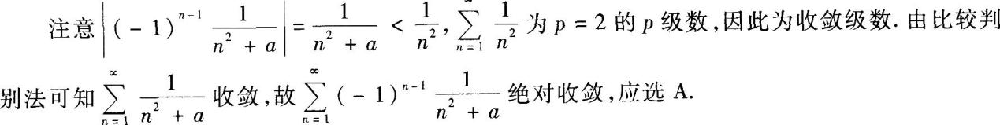 注意 $\left|(-1)^{n-1}\frac{1}{n^2+a}\right|=\frac{1}{n^2+a}<\frac{1}{n^2},\sum_{n=1}^{\infty}\frac{1}{n^2}$ 为 p = 2 的 p 级数,因此为收敛级数. 由比较判
别法可知 $\sum_{n=1}^{\infty}\frac{1}{n^2+a}$ 收敛,故 $\sum_{n=1}^{\infty}(-1)^{n-1}\frac{1}{n^2+a}$ 绝对收敛,应选 A.